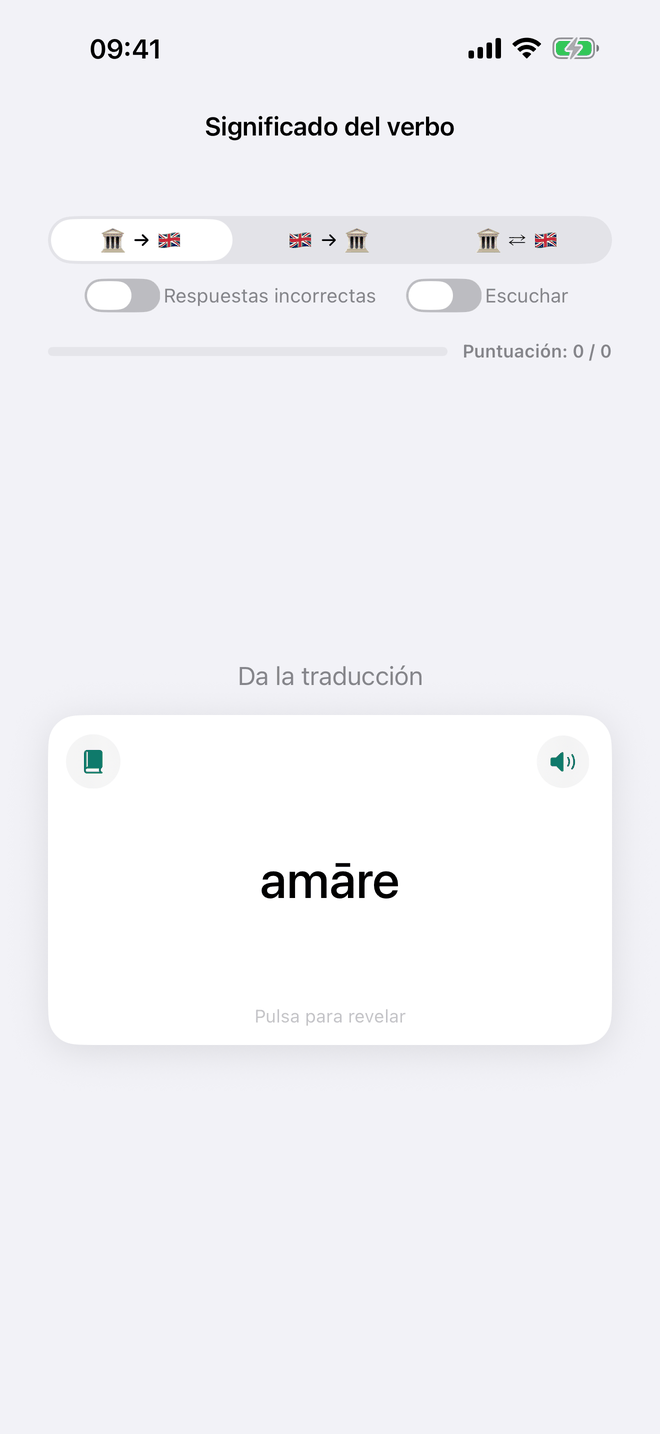 09:41
Significado del verbo
🏛️ → 🇬🇧 🇬🇧 → 🏛️ 🏛️ ⇄ 🇬🇧
Respuestas incorrectas Escuchar
Puntuación: 0 / 0
Da la traducción
amāre
Pulsa para revelar